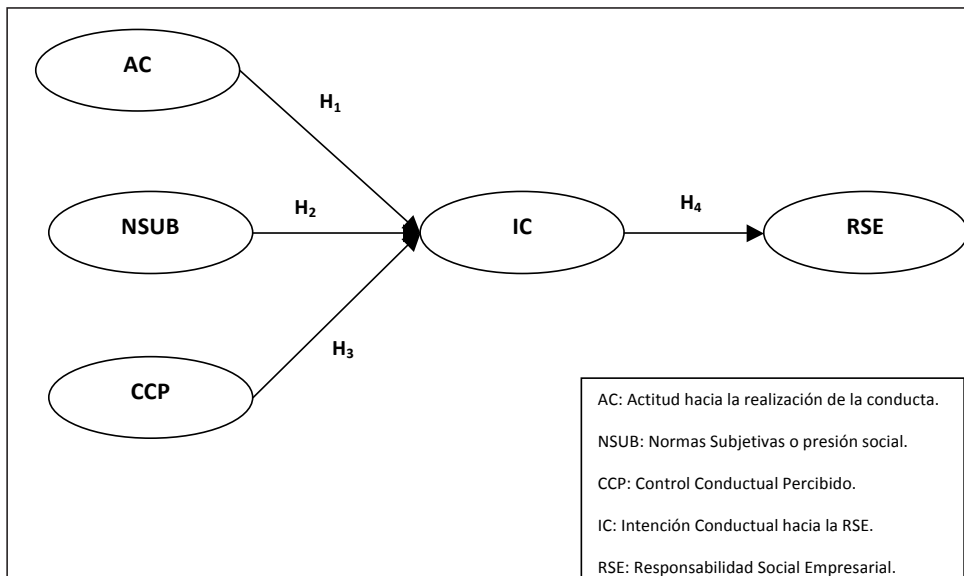 AC
H₁
NSUB
H₂
IC
H₄
RSE
H₃
CCP
AC: Actitud hacia la realización de la conducta.
NSUB: Normas Subjetivas o presión social.
CCP: Control Conductual Percibido.
IC: Intención Conductual hacia la RSE.
RSE: Responsabilidad Social Empresarial.